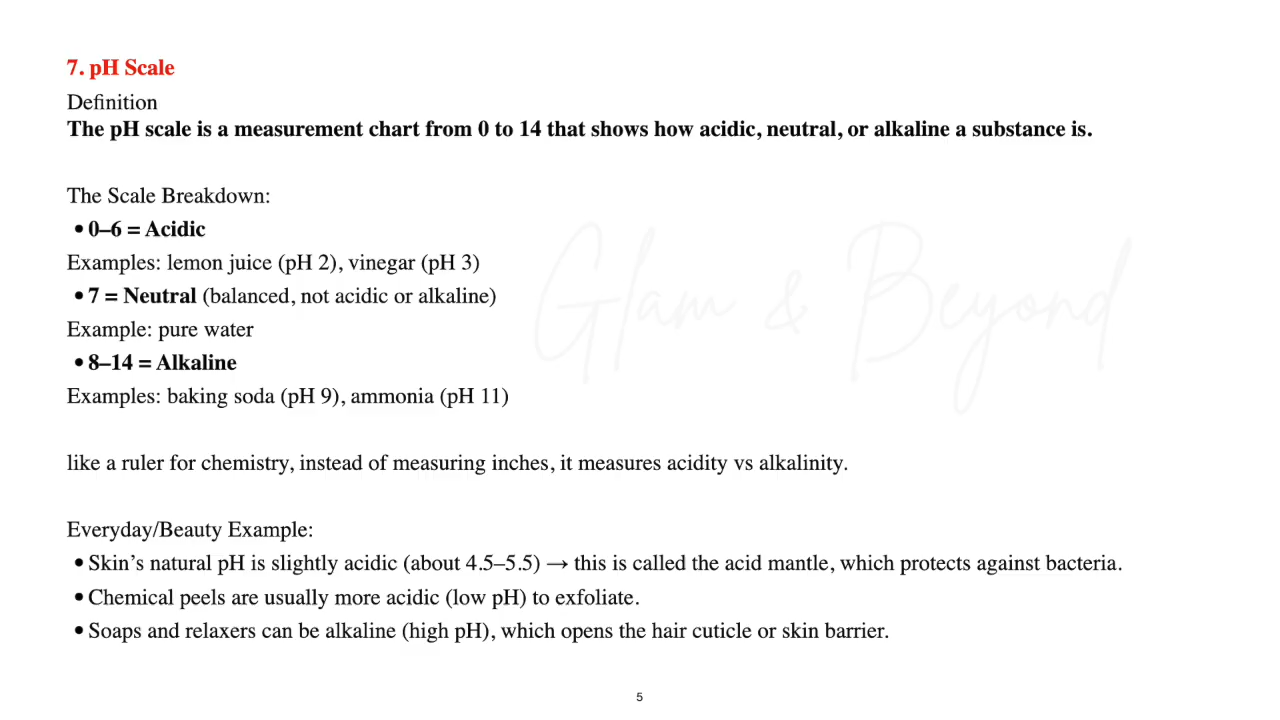 7. pH Scale
Definition
The pH scale is a measurement chart from 0 to 14 that shows how acidic, neutral, or alkaline a substance is.
The Scale Breakdown:
• 0–6 = Acidic
Examples: lemon juice (pH 2), vinegar (pH 3)
• 7 = Neutral (balanced, not acidic or alkaline)
Example: pure water
• 8–14 = Alkaline
Examples: baking soda (pH 9), ammonia (pH 11)
Glam & Beyond
like a ruler for chemistry, instead of measuring inches, it measures acidity vs alkalinity.
Everyday/Beauty Example:
• Skin’s natural pH is slightly acidic (about 4.5–5.5) → this is called the acid mantle, which protects against bacteria.
• Chemical peels are usually more acidic (low pH) to exfoliate.
• Soaps and relaxers can be alkaline (high pH), which opens the hair cuticle or skin barrier.
5